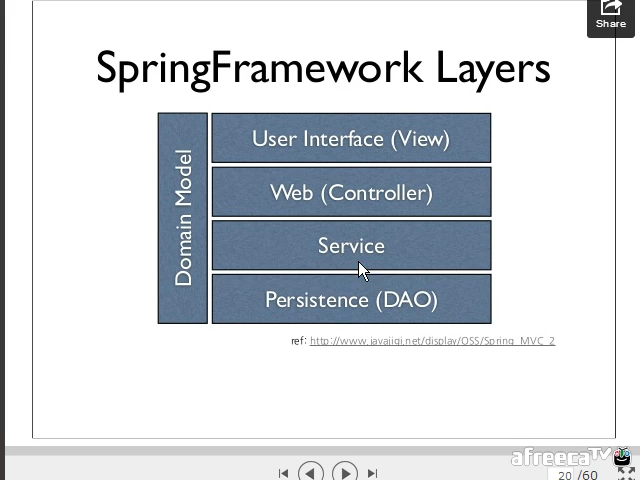 Share
SpringFramework Layers
Domain Model
User Interface (View)
Web (Controller)
Service
Persistence (DAO)
ref: http://www.javajigi.net/display/OSS/Spring_MVC_2
afreecaTV
20 /60